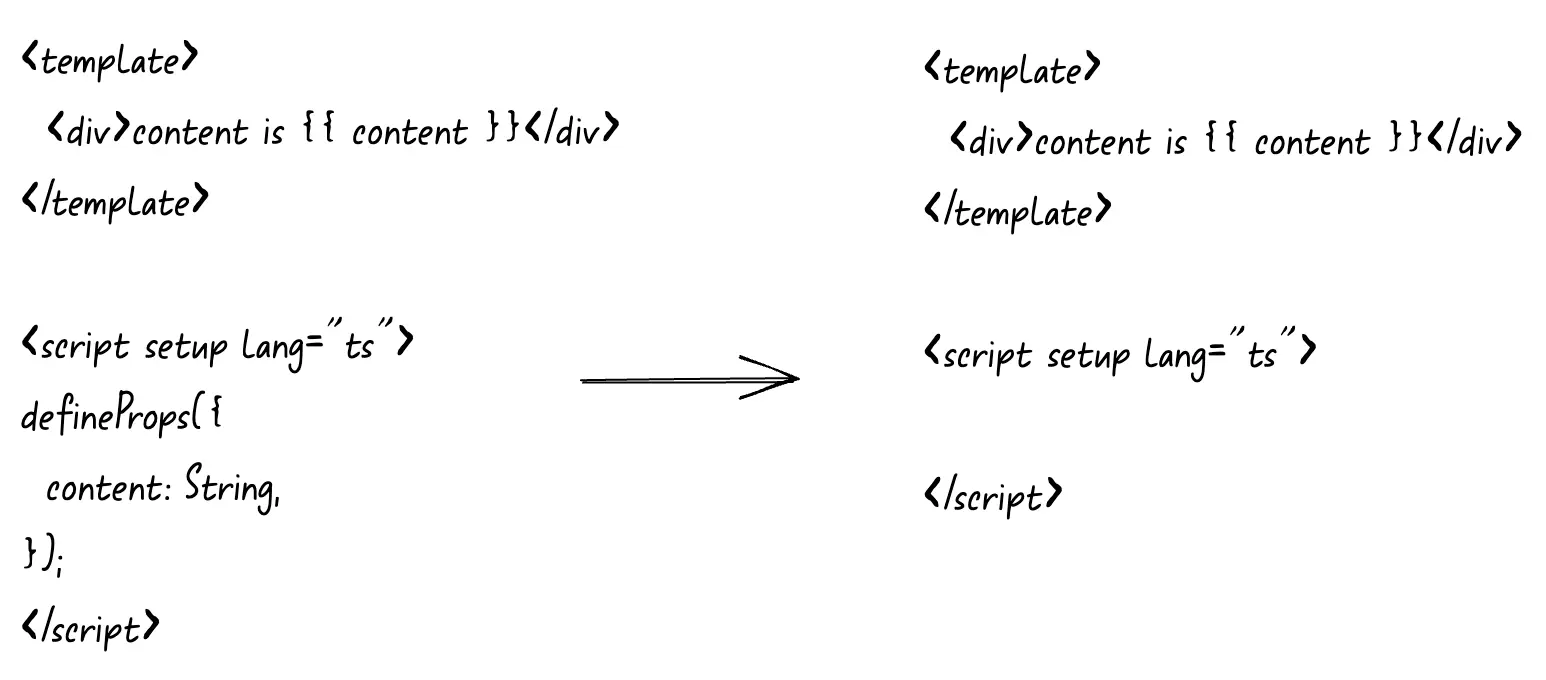 <template>
  <div>content is {{ content }}</div>
</template>
<script setup lang="ts">
defineProps({
  content: String,
});
</script>
<template>
  <div>content is {{ content }}</div>
</template>
<script setup lang="ts">
</script>